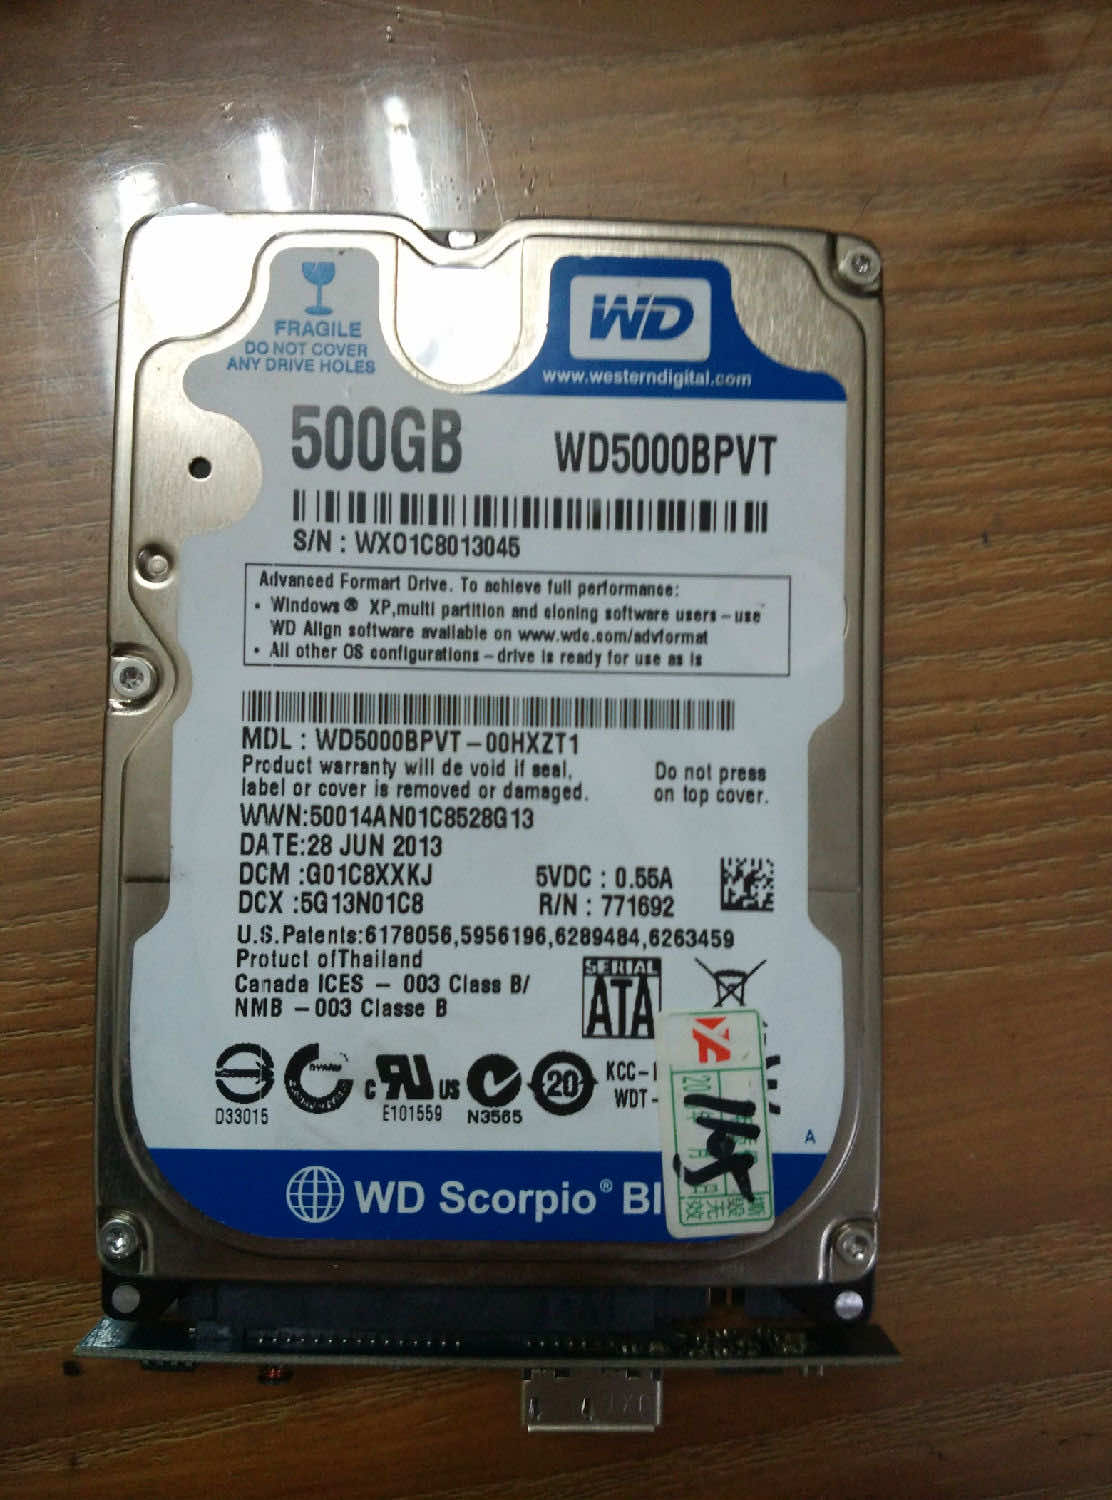 FRAGILE
DO NOT COVER
ANY DRIVE HOLES
WD
www.westerndigital.com
500GB
WD5000BPVT
S/N : WXO1C8013045
Advanced Formart Drive. To achieve full performance:
• Windows® XP,multi partition and cloning software users – use
WD Align software available on www.wdc.com/advformat
• All other OS configurations – drive is ready for use as is
MDL : WD5000BPVT – 00HXZT1
Product warranty will de void if seal,
label or cover is removed or damaged.
Do not press
on top cover.
WWN:50014AN01C8528G13
DATE:28 JUN 2013
DCM :G01C8XXKJ
5VDC : 0.55A
DCX :5G13N01C8
R/N : 771692
U.S.Patents:6178056,5956196,6289484,6263459
Product ofThailand
Canada ICES – 003 Class B/
NMB – 003 Classe B
SERIAL
ATA
D33015
C
US
E101559
N3565
20
KCC-
WDT-
A
WD Scorpio® Bl